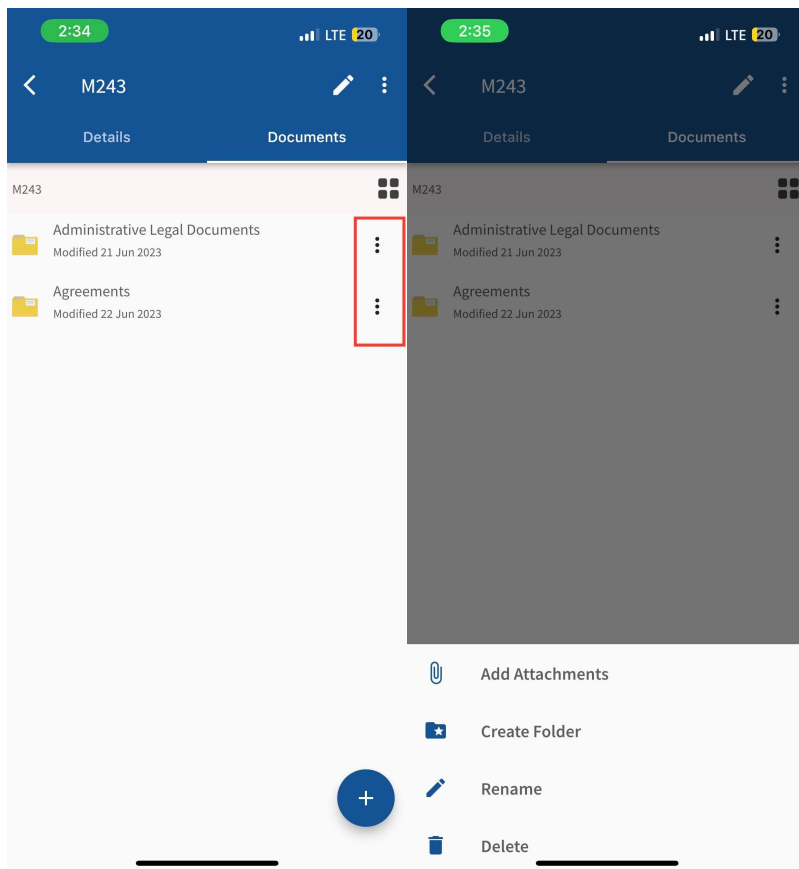 2:34
LTE 20
M243
Details Documents
M243
Administrative Legal Documents
Modified 21 Jun 2023
Agreements
Modified 22 Jun 2023
+
2:35
LTE 20
M243
Details Documents
M243
Administrative Legal Documents
Modified 21 Jun 2023
Agreements
Modified 22 Jun 2023
Add Attachments
Create Folder
Rename
Delete